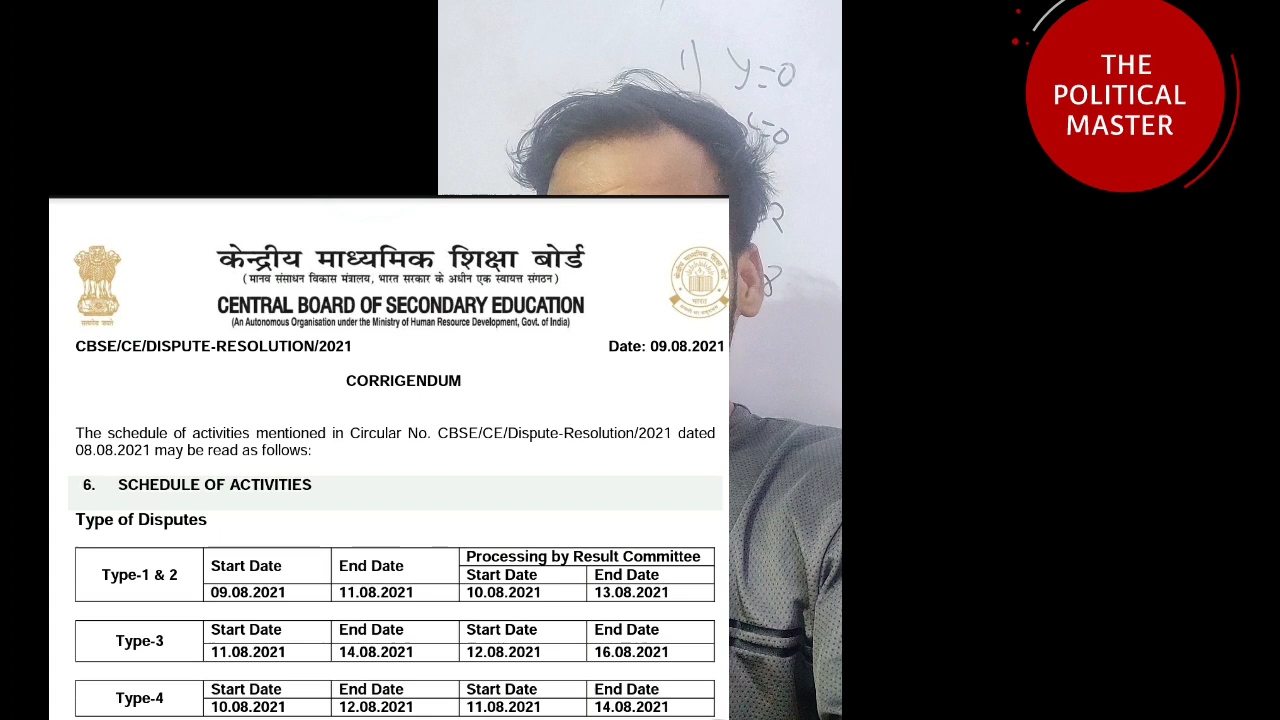 1) y=0
=0
THE
POLITICAL
MASTER
केन्द्रीय माध्यमिक शिक्षा बोर्ड
(मानव संसाधन विकास मंत्रालय, भारत सरकार के अधीन एक स्वायत्त संगठन)
CENTRAL BOARD OF SECONDARY EDUCATION
(An Autonomous Organisation under the Ministry of Human Resource Development, Govt. of India)
सत्यमेव जयते
भारत
CBSE/CE/DISPUTE-RESOLUTION/2021 Date: 09.08.2021
CORRIGENDUM
The schedule of activities mentioned in Circular No. CBSE/CE/Dispute-Resolution/2021 dated
08.08.2021 may be read as follows:
6. SCHEDULE OF ACTIVITIES
Type of Disputes
Type-1 & 2 Start Date End Date Processing by Result Committee
Start Date End Date
09.08.2021 11.08.2021 10.08.2021 13.08.2021
Type-3 Start Date End Date Start Date End Date
11.08.2021 14.08.2021 12.08.2021 16.08.2021
Type-4 Start Date End Date Start Date End Date
10.08.2021 12.08.2021 11.08.2021 14.08.2021